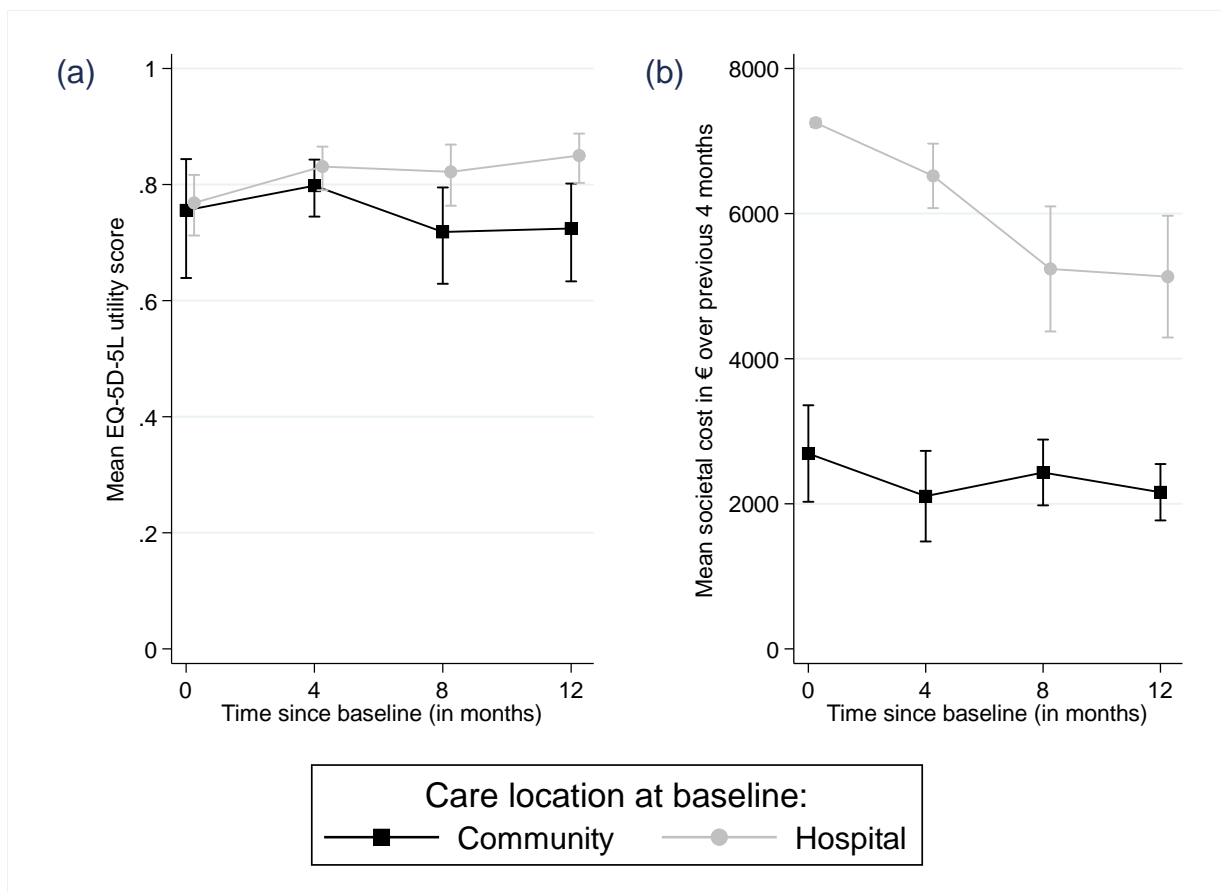 (a)
Mean EQ-5D-5L utility score
1
.8
.6
.4
.2
0
0 4 8 12
Time since baseline (in months)
(b)
Mean societal cost in € over previous 4 months
8000
6000
4000
2000
0
0 4 8 12
Time since baseline (in months)
Care location at baseline:
Community Hospital